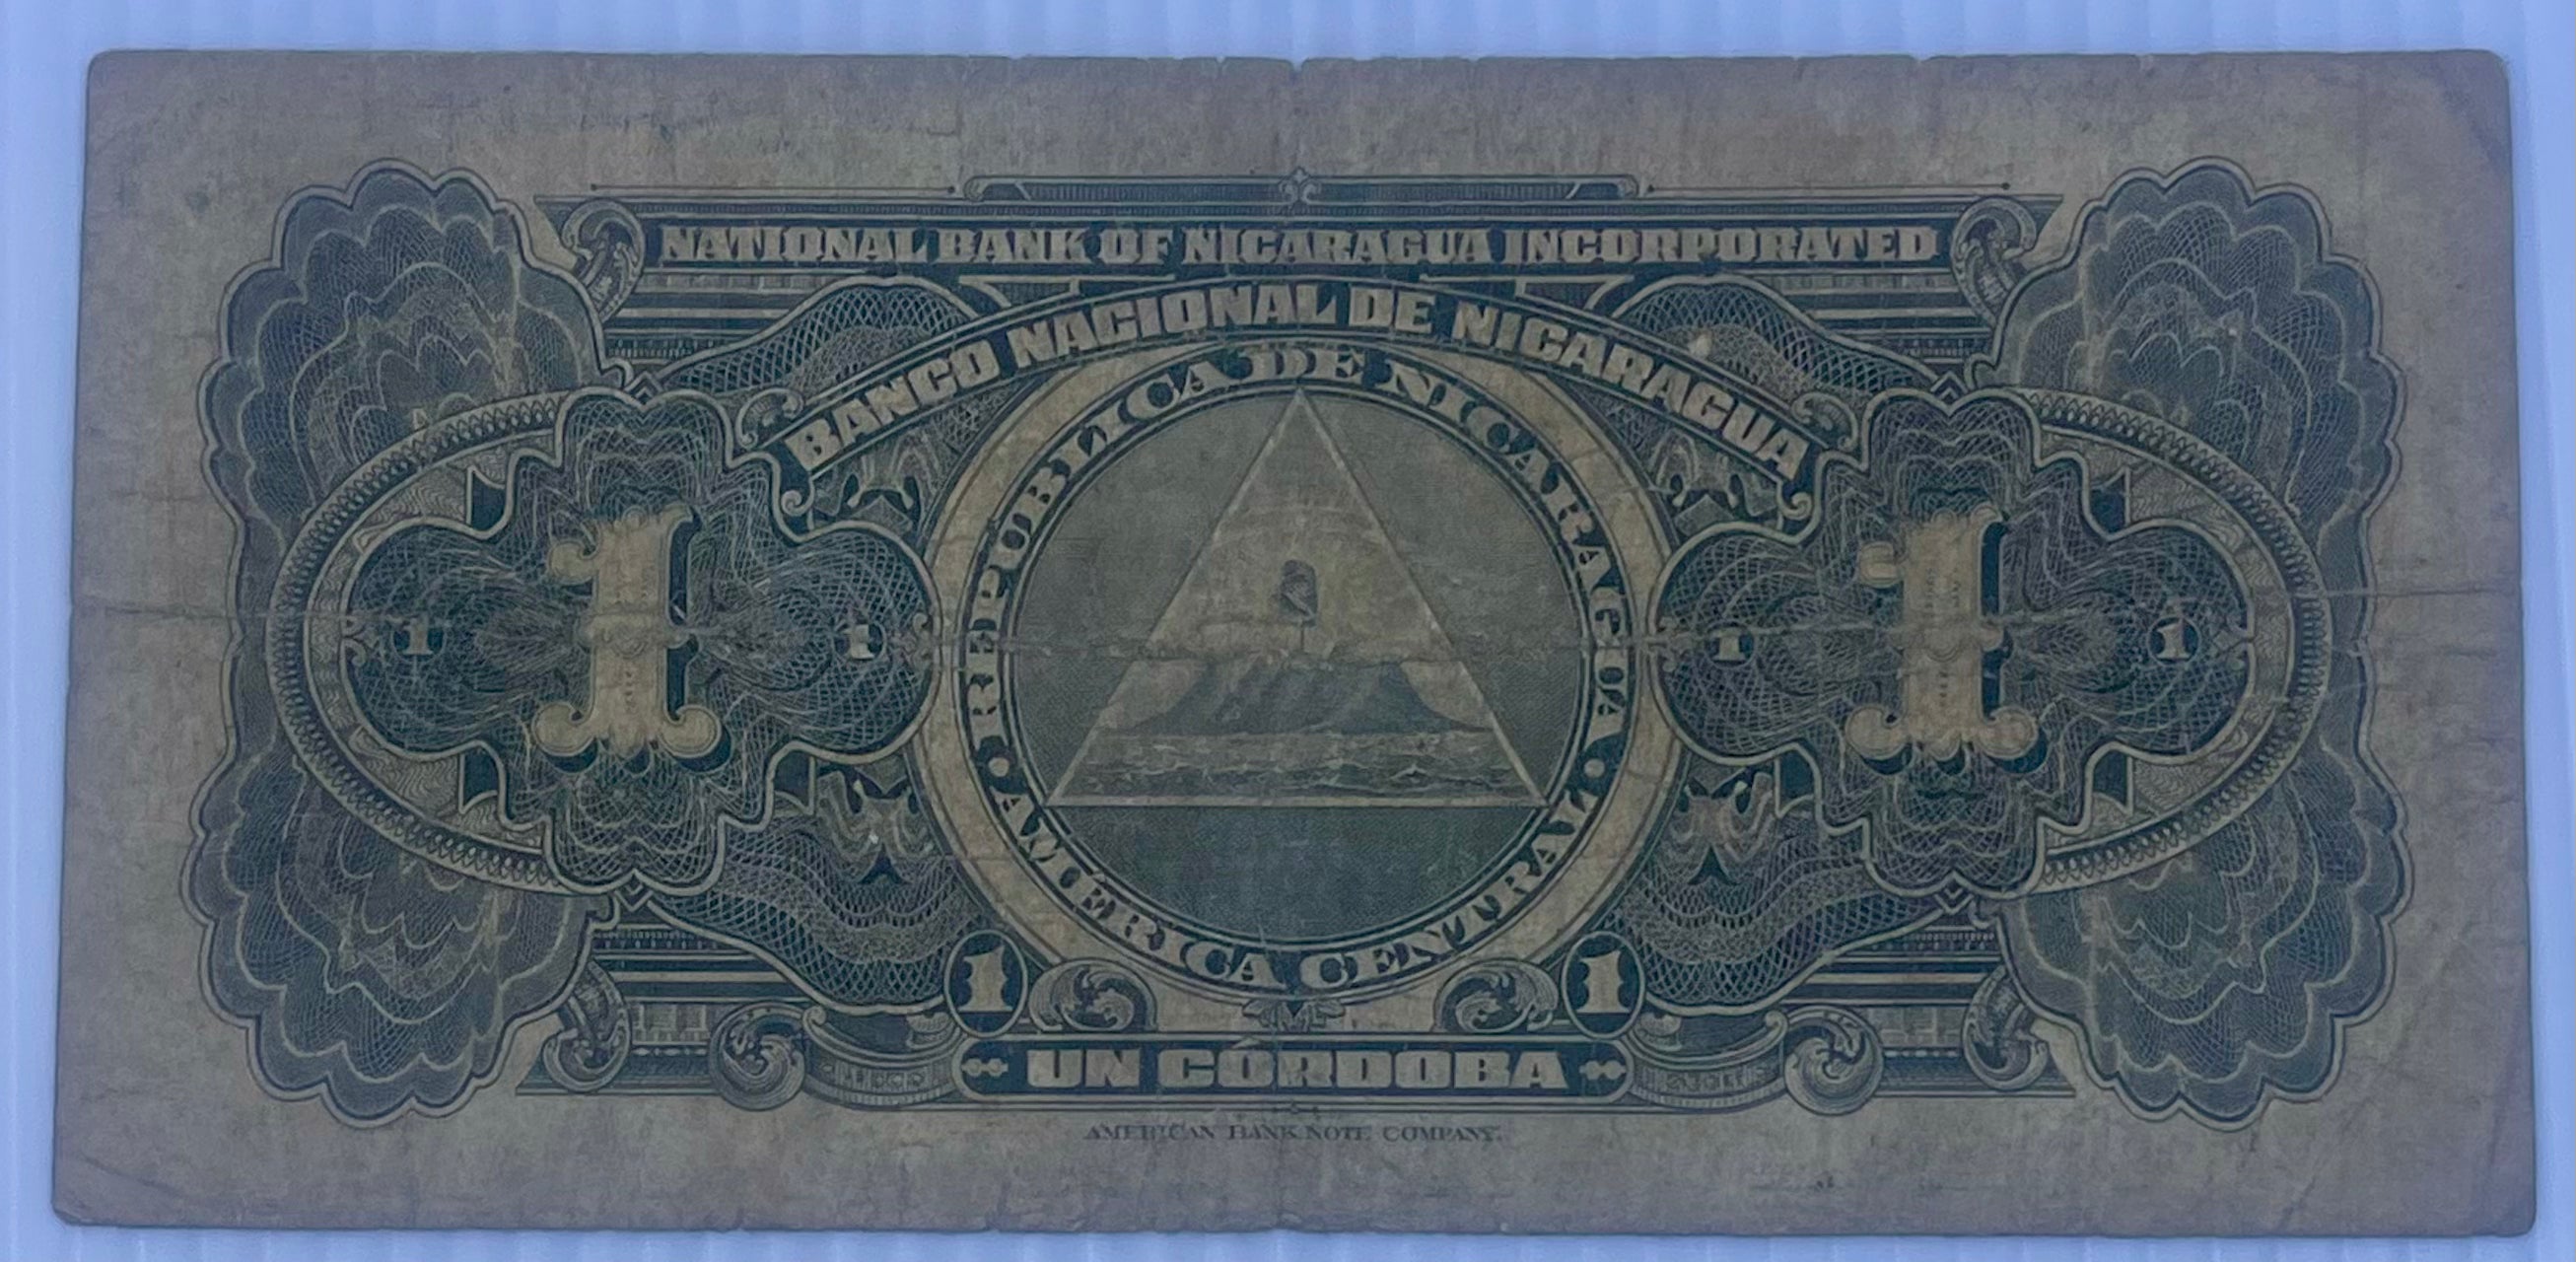 NATIONAL BANK OF NICARAGUA INCORPORATED
BANCO NACIONAL DE NICARAGUA
REPUBLICA DE NICARAGUA
1 1
1 1 1 1
AMÉRICA CENTRAL
1 1
UN CÓRDOBA
AMERICAN BANK NOTE COMPANY.